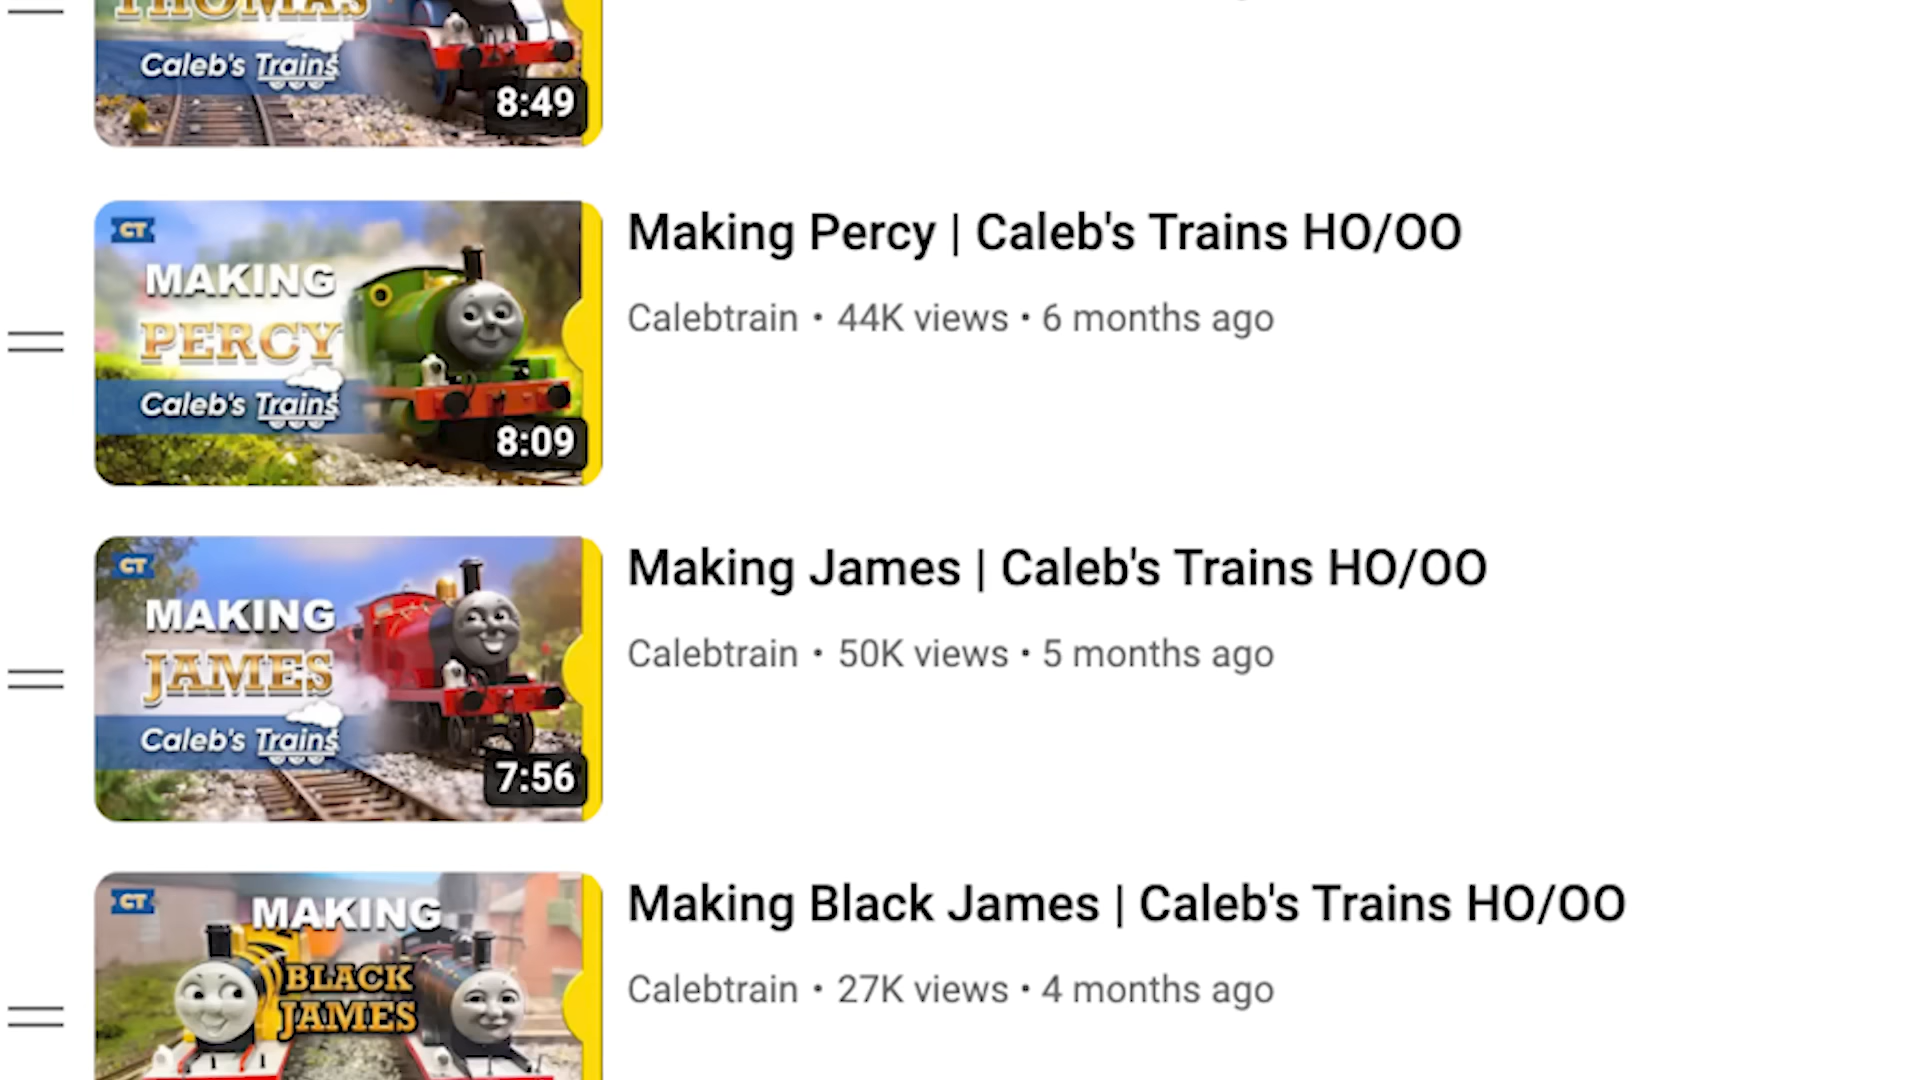 THOMAS
Caleb's Trains
8:49
CT
MAKING
PERCY
Caleb's Trains
8:09
Making Percy | Caleb's Trains HO/OO
Calebtrain • 44K views • 6 months ago
CT
MAKING
JAMES
Caleb's Trains
7:56
Making James | Caleb's Trains HO/OO
Calebtrain • 50K views • 5 months ago
CT
MAKING
BLACK
JAMES
Making Black James | Caleb's Trains HO/OO
Calebtrain • 27K views • 4 months ago